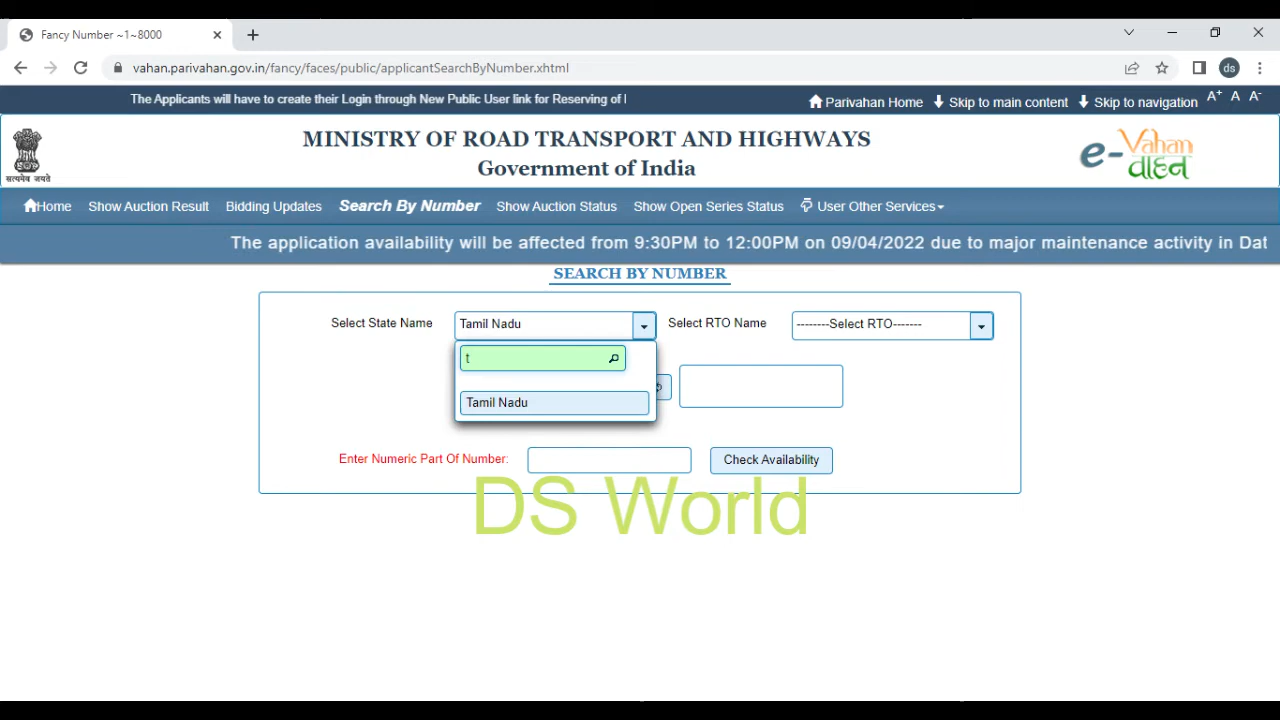 Fancy Number ~1~8000
vahan.parivahan.gov.in/fancy/faces/public/applicantSearchByNumber.xhtml
ds
The Applicants will have to create their Login through New Public User link for Reserving of
Parivahan Home
Skip to main content
Skip to navigation
A+ A A-
सत्यमेव जयते
MINISTRY OF ROAD TRANSPORT AND HIGHWAYS
Government of India
e-Vahan
वाहन
Home
Show Auction Result
Bidding Updates
Search By Number
Show Auction Status
Show Open Series Status
User Other Services
The application availability will be affected from 9:30PM to 12:00PM on 09/04/2022 due to major maintenance activity in Dat
SEARCH BY NUMBER
Select State Name
Tamil Nadu
Select RTO Name
--------Select RTO-------
t
Tamil Nadu
Enter Numeric Part Of Number:
Check Availability
DS World